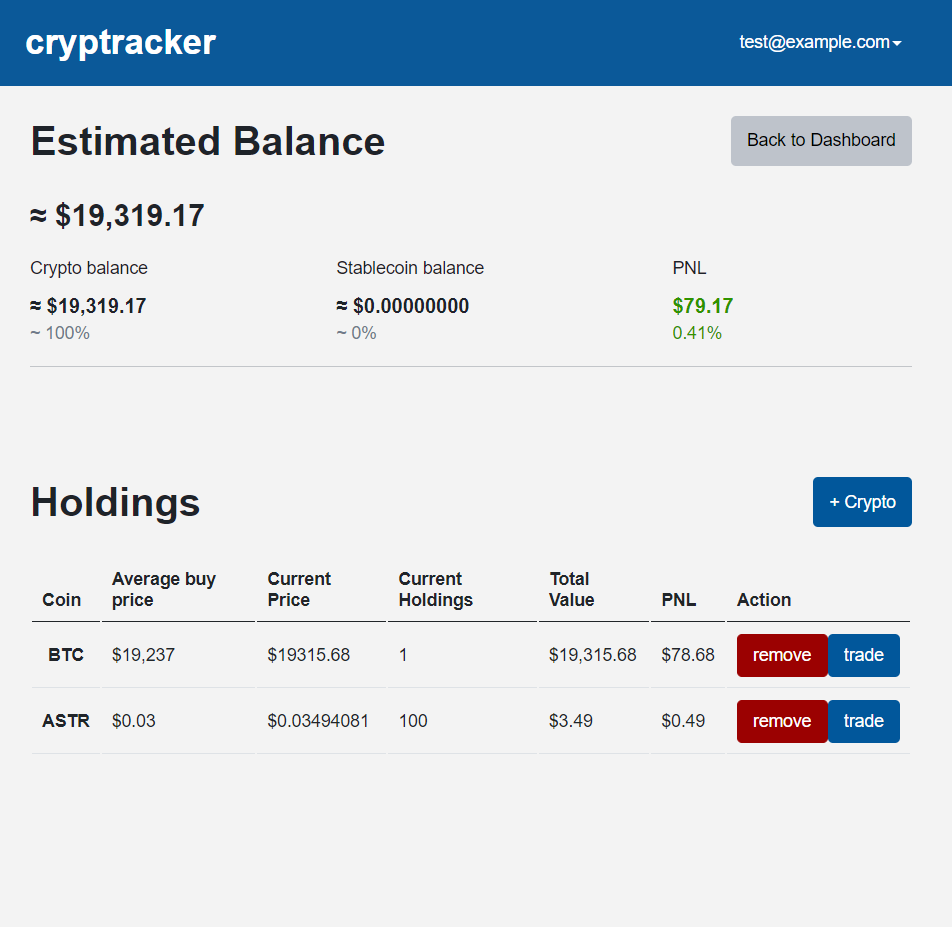 cryptracker
test@example.com
Estimated Balance
Back to Dashboard
≈ $19,319.17
Crypto balance Stablecoin balance PNL
≈ $19,319.17 ≈ $0.00000000 $79.17
~ 100% ~ 0% 0.41%
Holdings
+ Crypto
Coin Average buy price Current Price Current Holdings Total Value PNL Action
BTC $19,237 $19315.68 1 $19,315.68 $78.68 remove trade
ASTR $0.03 $0.03494081 100 $3.49 $0.49 remove trade